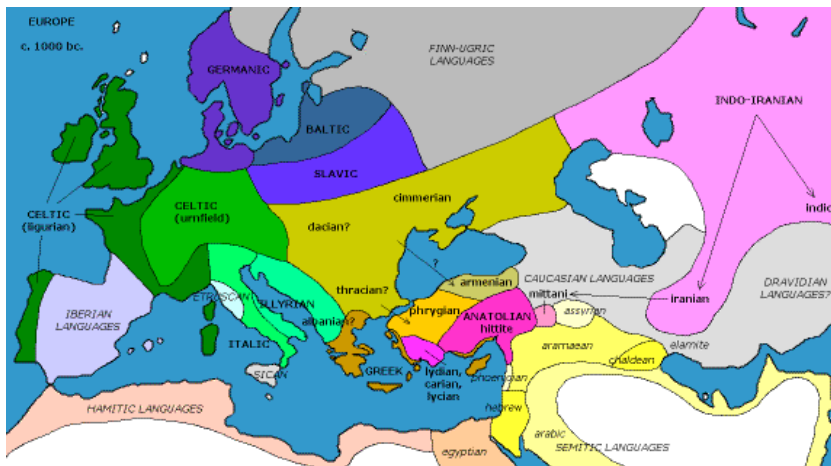 EUROPE
c. 1000 bc.
FINN-UGRIC
LANGUAGES
GERMANIC
INDO-IRANIAN
BALTIC
SLAVIC
cimmerian
CELTIC
(urnfield)
indic
CELTIC
(ligurian)
dacian?
?
armenian
CAUCASIAN LANGUAGES
DRAVIDIAN
LANGUAGES?
thracian?
mittani
iranian
ETRUSCAN
ILLYRIAN
IBERIAN
LANGUAGES
phrygian
ANATOLIAN
hittite
assyrian
albanian?
ITALIC
aramaean
elamite
chaldean
SICAN
GREEK
lydian,
carian,
lycian
phoenician
HAMITIC LANGUAGES
hebrew
arabic
SEMITIC LANGUAGES
egyptian